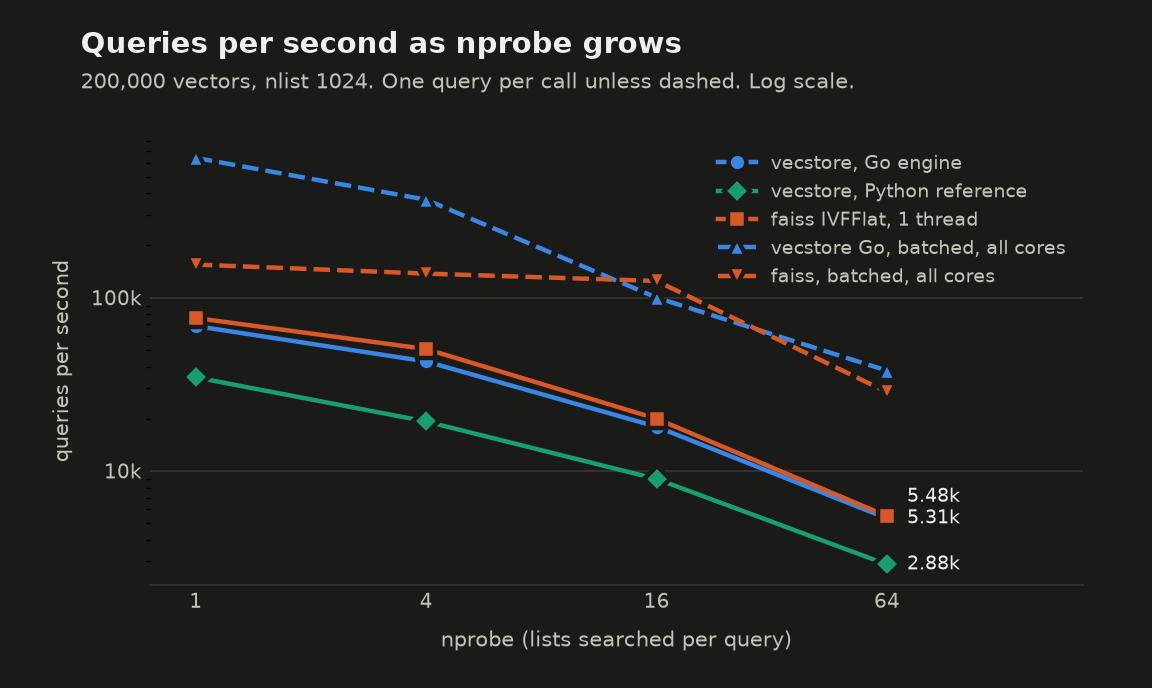 Queries per second as nprobe grows
200,000 vectors, nlist 1024. One query per call unless dashed. Log scale.
vecstore, Go engine
vecstore, Python reference
faiss IVFFlat, 1 thread
vecstore Go, batched, all cores
faiss, batched, all cores
queries per second
100k
10k
5.48k
5.31k
2.88k
1
4
16
64
nprobe (lists searched per query)